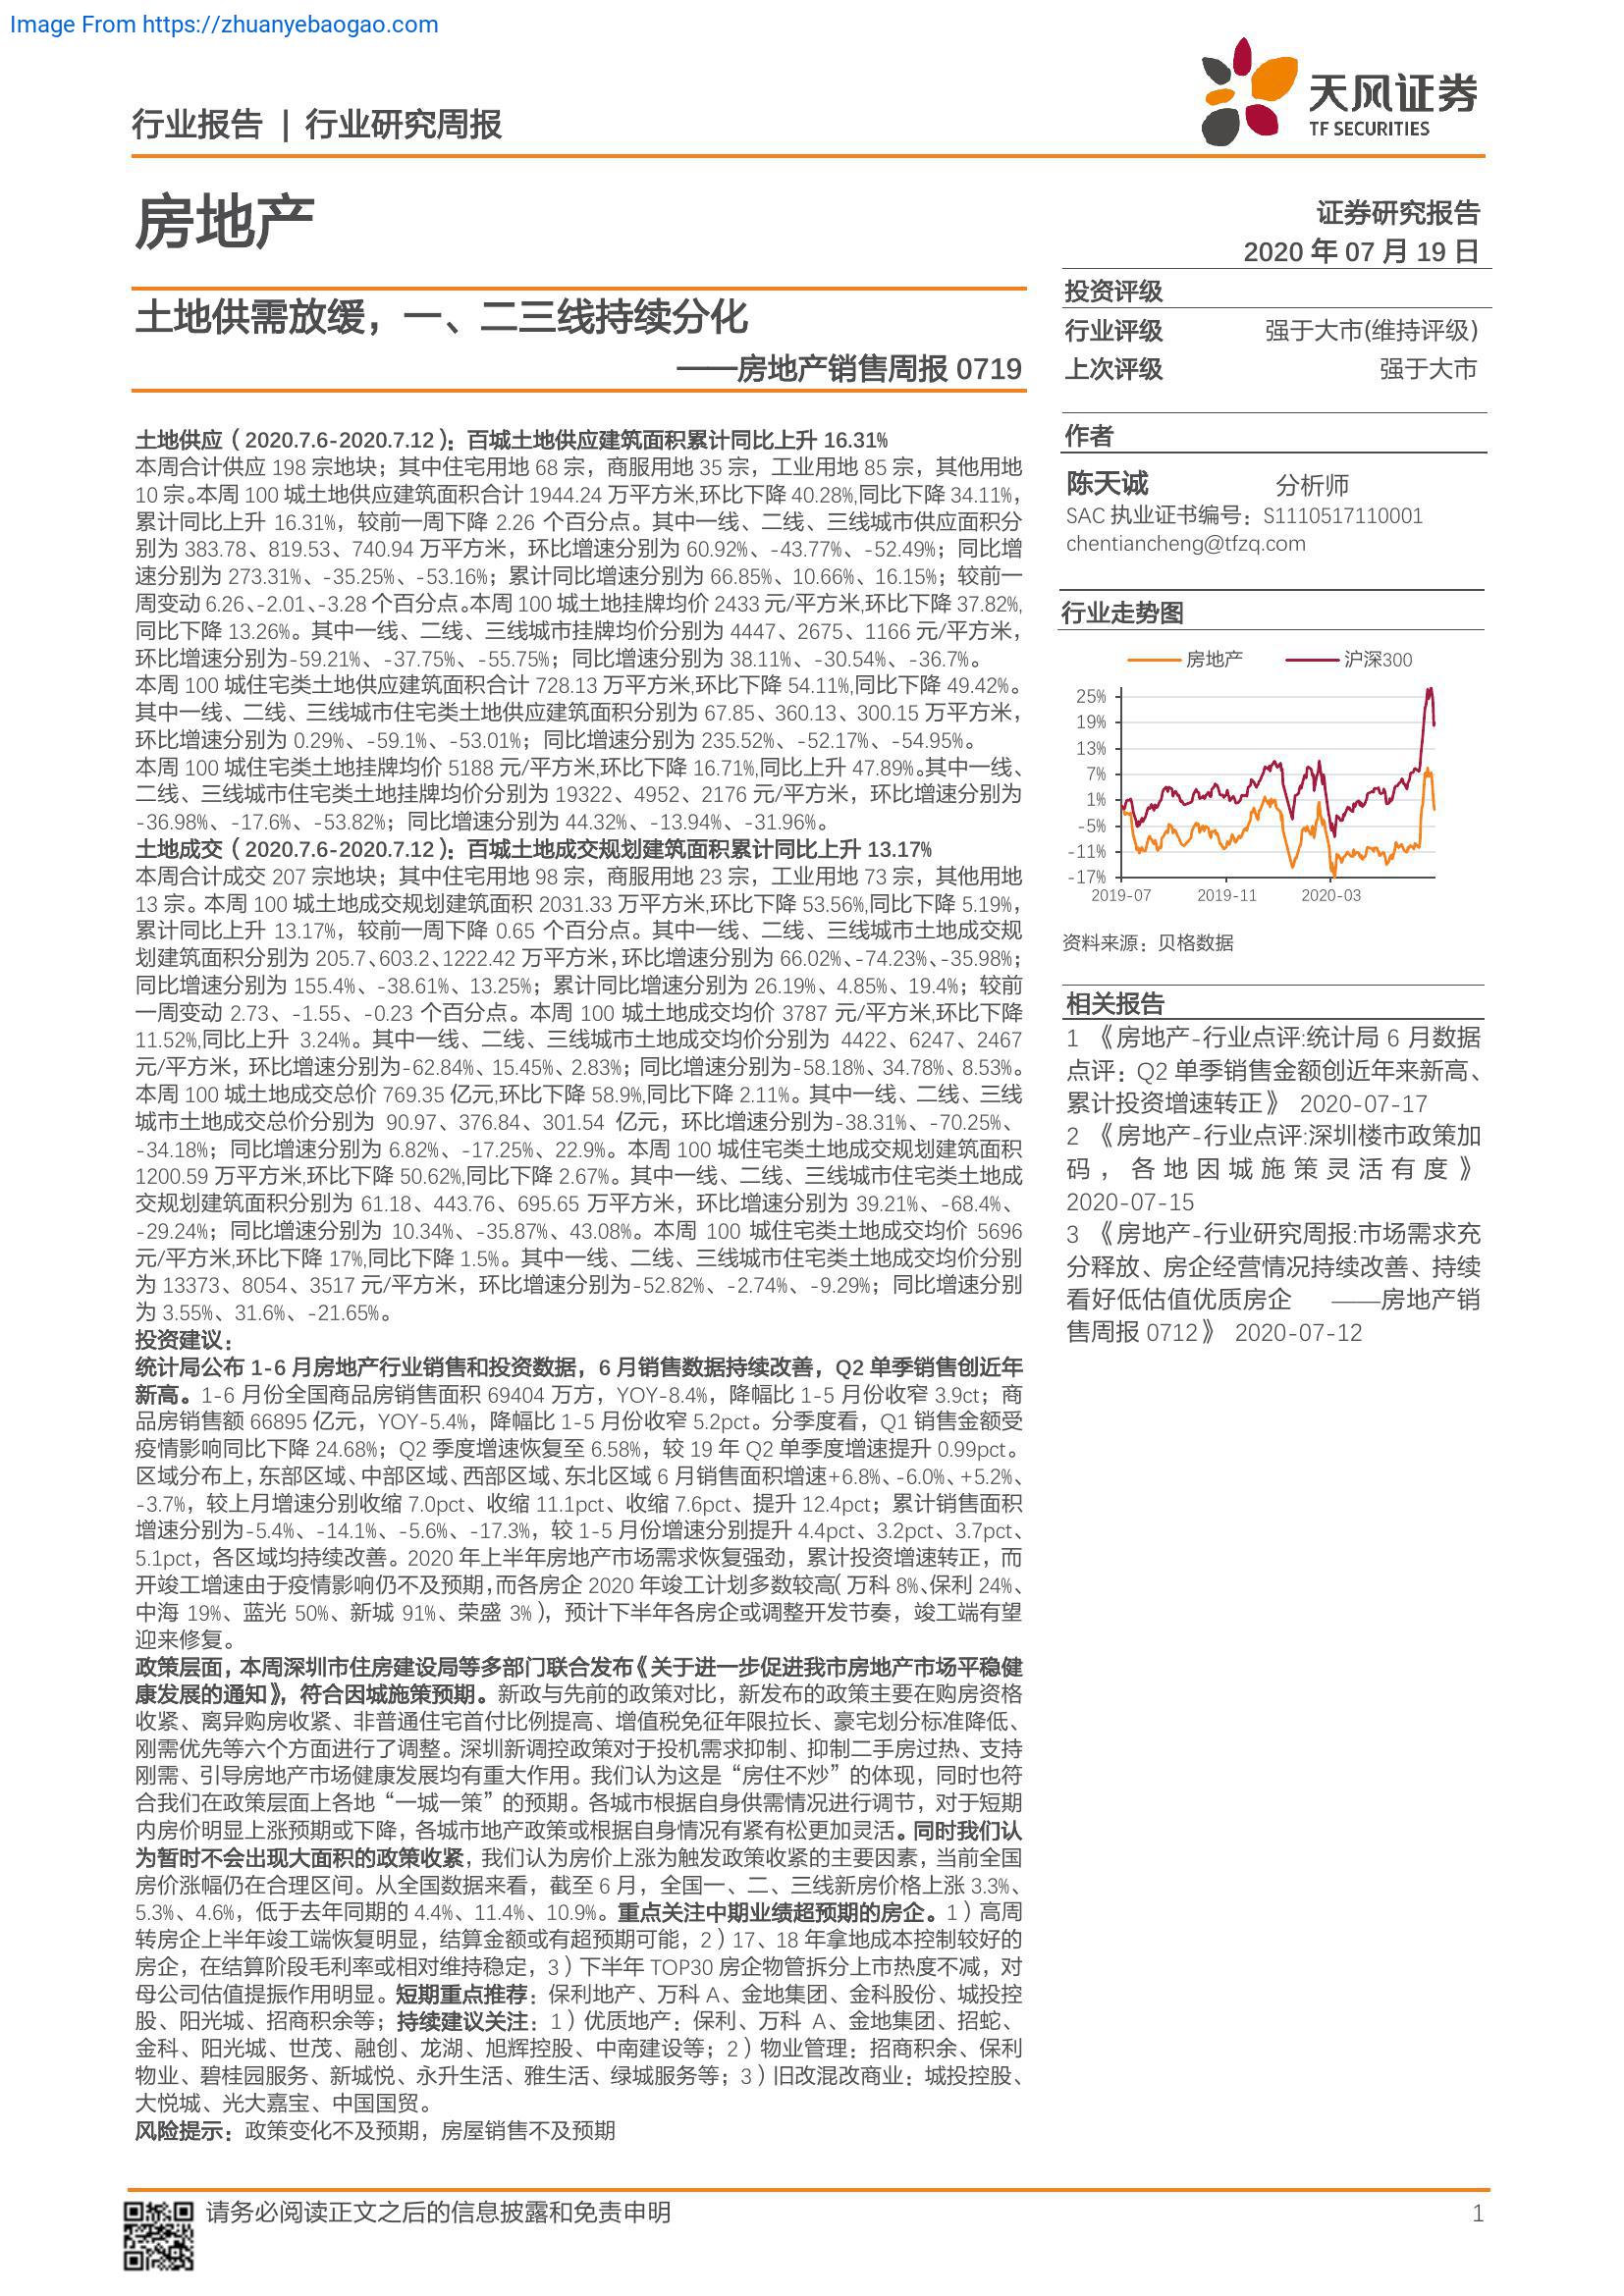 Image From https://zhuanyebaogao.com
行业报告 | 行业研究周报
天风证券
TF SECURITIES
房地产
证券研究报告
2020 年 07 月 19 日
土地供需放缓，一、二三线持续分化
——房地产销售周报 0719
投资评级
行业评级 强于大市(维持评级)
上次评级 强于大市
作者
陈天诚 分析师
SAC 执业证书编号：S1110517110001
chentiancheng@tfzq.com
行业走势图
房地产 沪深300
25%
19%
13%
7%
1%
-5%
-11%
-17%
2019-07 2019-11 2020-03
资料来源：贝格数据
相关报告
1 《房地产-行业点评:统计局 6 月数据
点评：Q2 单季销售金额创近年来新高、
累计投资增速转正》 2020-07-17
2 《房地产-行业点评:深圳楼市政策加
码，各地因城施策灵活有度》
2020-07-15
3 《房地产-行业研究周报:市场需求充
分释放、房企经营情况持续改善、持续
看好低估值优质房企 ——房地产销
售周报 0712》 2020-07-12
土地供应（2020.7.6-2020.7.12）：百城土地供应建筑面积累计同比上升 16.31%
本周合计供应 198 宗地块；其中住宅用地 68 宗，商服用地 35 宗，工业用地 85 宗，其他用地
10 宗。本周 100 城土地供应建筑面积合计 1944.24 万平方米,环比下降 40.28%,同比下降 34.11%，
累计同比上升 16.31%，较前一周下降 2.26 个百分点。其中一线、二线、三线城市供应面积分
别为 383.78、819.53、740.94 万平方米，环比增速分别为 60.92%、-43.77%、-52.49%；同比增
速分别为 273.31%、-35.25%、-53.16%；累计同比增速分别为 66.85%、10.66%、16.15%；较前一
周变动 6.26、-2.01、-3.28 个百分点。本周 100 城土地挂牌均价 2433 元/平方米,环比下降 37.82%,
同比下降 13.26%。其中一线、二线、三线城市挂牌均价分别为 4447、2675、1166 元/平方米，
环比增速分别为-59.21%、-37.75%、-55.75%；同比增速分别为 38.11%、-30.54%、-36.7%。
本周 100 城住宅类土地供应建筑面积合计 728.13 万平方米,环比下降 54.11%,同比下降 49.42%。
其中一线、二线、三线城市住宅类土地供应建筑面积分别为 67.85、360.13、300.15 万平方米，
环比增速分别为 0.29%、-59.1%、-53.01%；同比增速分别为 235.52%、-52.17%、-54.95%。
本周 100 城住宅类土地挂牌均价 5188 元/平方米,环比下降 16.71%,同比上升 47.89%。其中一线、
二线、三线城市住宅类土地挂牌均价分别为 19322、4952、2176 元/平方米，环比增速分别为
-36.98%、-17.6%、-53.82%；同比增速分别为 44.32%、-13.94%、-31.96%。
土地成交（2020.7.6-2020.7.12）：百城土地成交规划建筑面积累计同比上升 13.17%
本周合计成交 207 宗地块；其中住宅用地 98 宗，商服用地 23 宗，工业用地 73 宗，其他用地
13 宗。本周 100 城土地成交规划建筑面积 2031.33 万平方米,环比下降 53.56%,同比下降 5.19%，
累计同比上升 13.17%，较前一周下降 0.65 个百分点。其中一线、二线、三线城市土地成交规
划建筑面积分别为 205.7、603.2、1222.42 万平方米，环比增速分别为 66.02%、-74.23%、-35.98%；
同比增速分别为 155.4%、-38.61%、13.25%；累计同比增速分别为 26.19%、4.85%、19.4%；较前
一周变动 2.73、-1.55、-0.23 个百分点。本周 100 城土地成交均价 3787 元/平方米,环比下降
11.52%,同比上升 3.24%。其中一线、二线、三线城市土地成交均价分别为 4422、6247、2467
元/平方米，环比增速分别为-62.84%、15.45%、2.83%；同比增速分别为-58.18%、34.78%、8.53%。
本周 100 城土地成交总价 769.35 亿元,环比下降 58.9%,同比下降 2.11%。其中一线、二线、三线
城市土地成交总价分别为 90.97、376.84、301.54 亿元，环比增速分别为-38.31%、-70.25%、
-34.18%；同比增速分别为 6.82%、-17.25%、22.9%。本周 100 城住宅类土地成交规划建筑面积
1200.59 万平方米,环比下降 50.62%,同比下降 2.67%。其中一线、二线、三线城市住宅类土地成
交规划建筑面积分别为 61.18、443.76、695.65 万平方米，环比增速分别为 39.21%、-68.4%、
-29.24%；同比增速分别为 10.34%、-35.87%、43.08%。本周 100 城住宅类土地成交均价 5696
元/平方米,环比下降 17%,同比下降 1.5%。其中一线、二线、三线城市住宅类土地成交均价分别
为 13373、8054、3517 元/平方米，环比增速分别为-52.82%、-2.74%、-9.29%；同比增速分别
为 3.55%、31.6%、-21.65%。
投资建议：
统计局公布 1-6 月房地产行业销售和投资数据，6 月销售数据持续改善，Q2 单季销售创近年
新高。1-6 月份全国商品房销售面积 69404 万方，YOY-8.4%，降幅比 1-5 月份收窄 3.9ct；商
品房销售额 66895 亿元，YOY-5.4%，降幅比 1-5 月份收窄 5.2pct。分季度看，Q1 销售金额受
疫情影响同比下降 24.68%；Q2 季度增速恢复至 6.58%，较 19 年 Q2 单季度增速提升 0.99pct。
区域分布上，东部区域、中部区域、西部区域、东北区域 6 月销售面积增速+6.8%、-6.0%、+5.2%、
-3.7%，较上月增速分别收缩 7.0pct、收缩 11.1pct、收缩 7.6pct、提升 12.4pct；累计销售面积
增速分别为-5.4%、-14.1%、-5.6%、-17.3%，较 1-5 月份增速分别提升 4.4pct、3.2pct、3.7pct、
5.1pct，各区域均持续改善。2020 年上半年房地产市场需求恢复强劲，累计投资增速转正，而
开竣工增速由于疫情影响仍不及预期，而各房企 2020 年竣工计划多数较高（万科 8%、保利 24%、
中海 19%、蓝光 50%、新城 91%、荣盛 3%），预计下半年各房企或调整开发节奏，竣工端有望
迎来修复。
政策层面，本周深圳市住房建设局等多部门联合发布《关于进一步促进我市房地产市场平稳健
康发展的通知》，符合因城施策预期。新政与先前的政策对比，新发布的政策主要在购房资格
收紧、离异购房收紧、非普通住宅首付比例提高、增值税免征年限拉长、豪宅划分标准降低、
刚需优先等六个方面进行了调整。深圳新调控政策对于投机需求抑制、抑制二手房过热、支持
刚需、引导房地产市场健康发展均有重大作用。我们认为这是“房住不炒”的体现，同时也符
合我们在政策层面上各地“一城一策”的预期。各城市根据自身供需情况进行调节，对于短期
内房价明显上涨预期或下降，各城市地产政策或根据自身情况有紧有松更加灵活。同时我们认
为暂时不会出现大面积的政策收紧，我们认为房价上涨为触发政策收紧的主要因素，当前全国
房价涨幅仍在合理区间。从全国数据来看，截至 6 月，全国一、二、三线新房价格上涨 3.3%、
5.3%、4.6%，低于去年同期的 4.4%、11.4%、10.9%。重点关注中期业绩超预期的房企。1）高周
转房企上半年竣工端恢复明显，结算金额或有超预期可能，2）17、18 年拿地成本控制较好的
房企，在结算阶段毛利率或相对维持稳定，3）下半年 TOP30 房企物管拆分上市热度不减，对
母公司估值提振作用明显。短期重点推荐：保利地产、万科 A、金地集团、金科股份、城投控
股、阳光城、招商积余等；持续建议关注：1）优质地产：保利、万科 A、金地集团、招蛇、
金科、阳光城、世茂、融创、龙湖、旭辉控股、中南建设等；2）物业管理：招商积余、保利
物业、碧桂园服务、新城悦、永升生活、雅生活、绿城服务等；3）旧改混改商业：城投控股、
大悦城、光大嘉宝、中国国贸。
风险提示：政策变化不及预期，房屋销售不及预期
请务必阅读正文之后的信息披露和免责申明 1